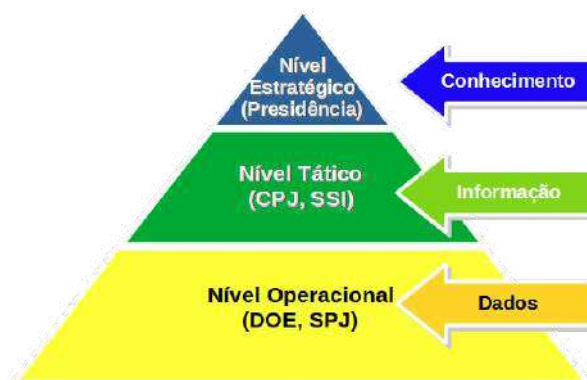 Nível
Estratégico
(Presidência)
Conhecimento
Nível Tático
(CPJ, SSI)
Informação
Nível Operacional
(DOE, SPJ)
Dados